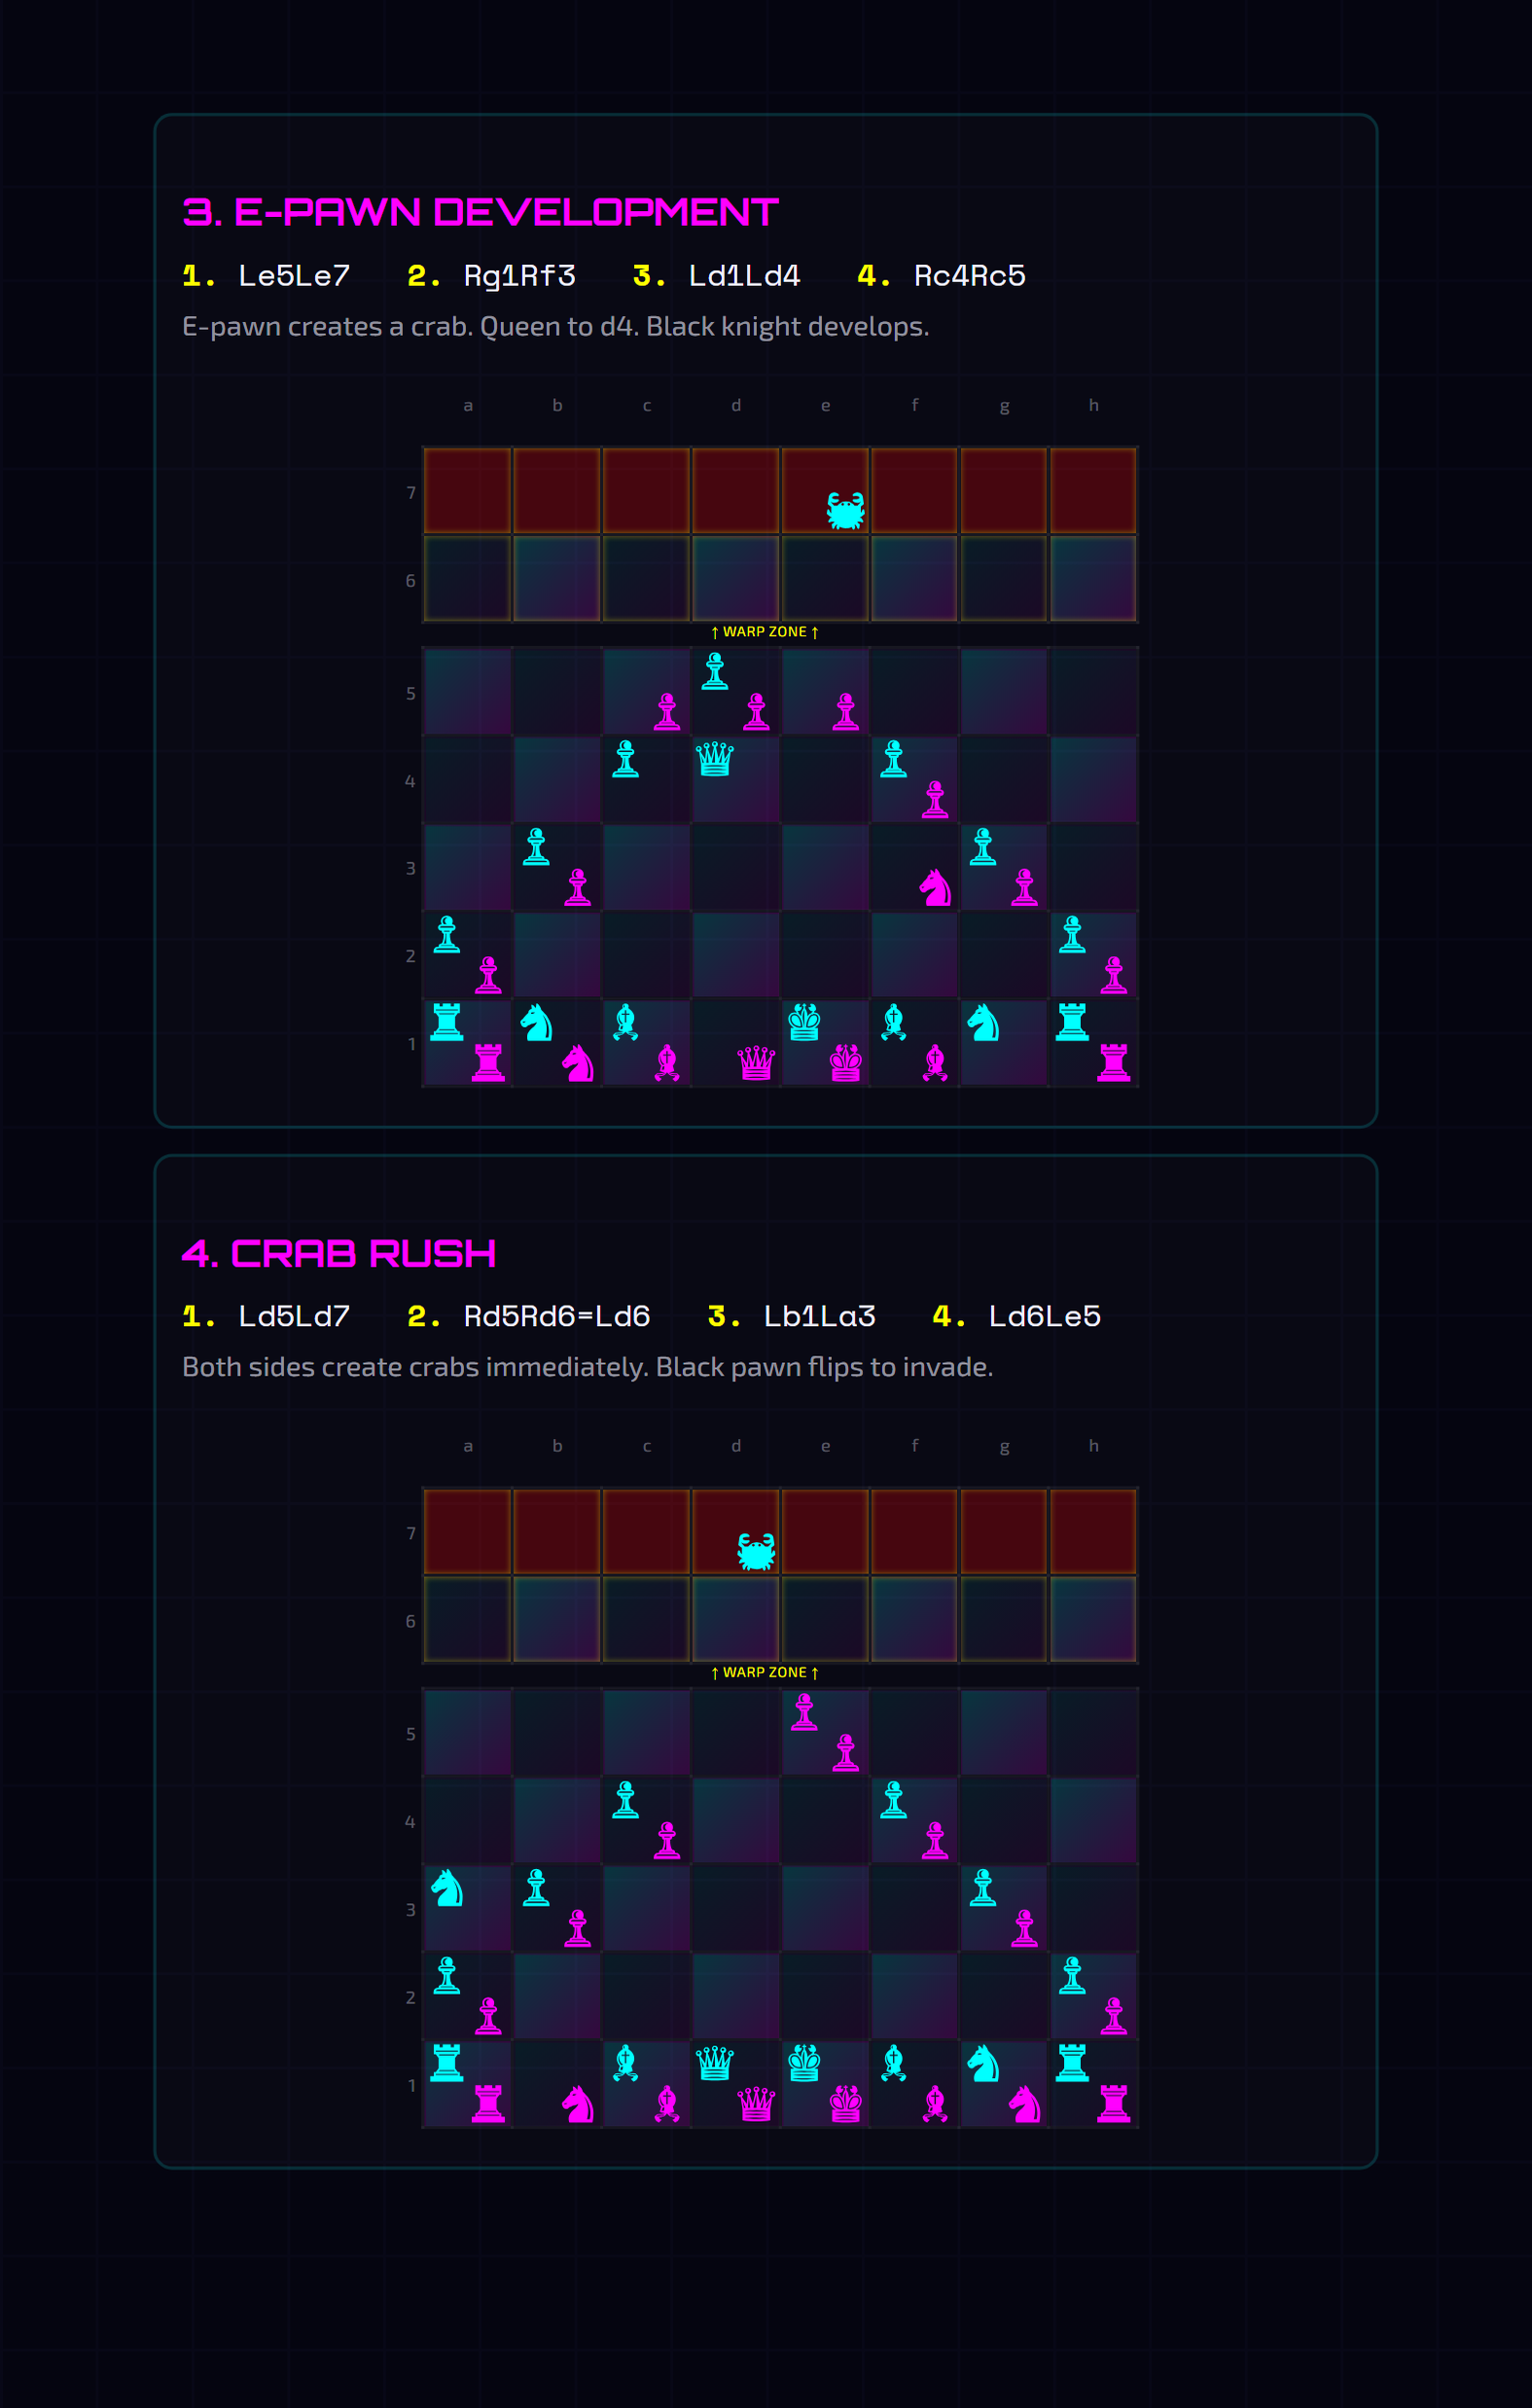 3. E-PAWN DEVELOPMENT
1. Le5Le7 2. Rg1Rf3 3. Ld1Ld4 4. Rc4Rc5
E-pawn creates a crab. Queen to d4. Black knight develops.
a b c d e f g h
7
6
↑ WARP ZONE ↑
5
4
3
2
1
4. CRAB RUSH
1. Ld5Ld7 2. Rd5Rd6=Ld6 3. Lb1La3 4. Ld6Le5
Both sides create crabs immediately. Black pawn flips to invade.
a b c d e f g h
7
6
↑ WARP ZONE ↑
5
4
3
2
1